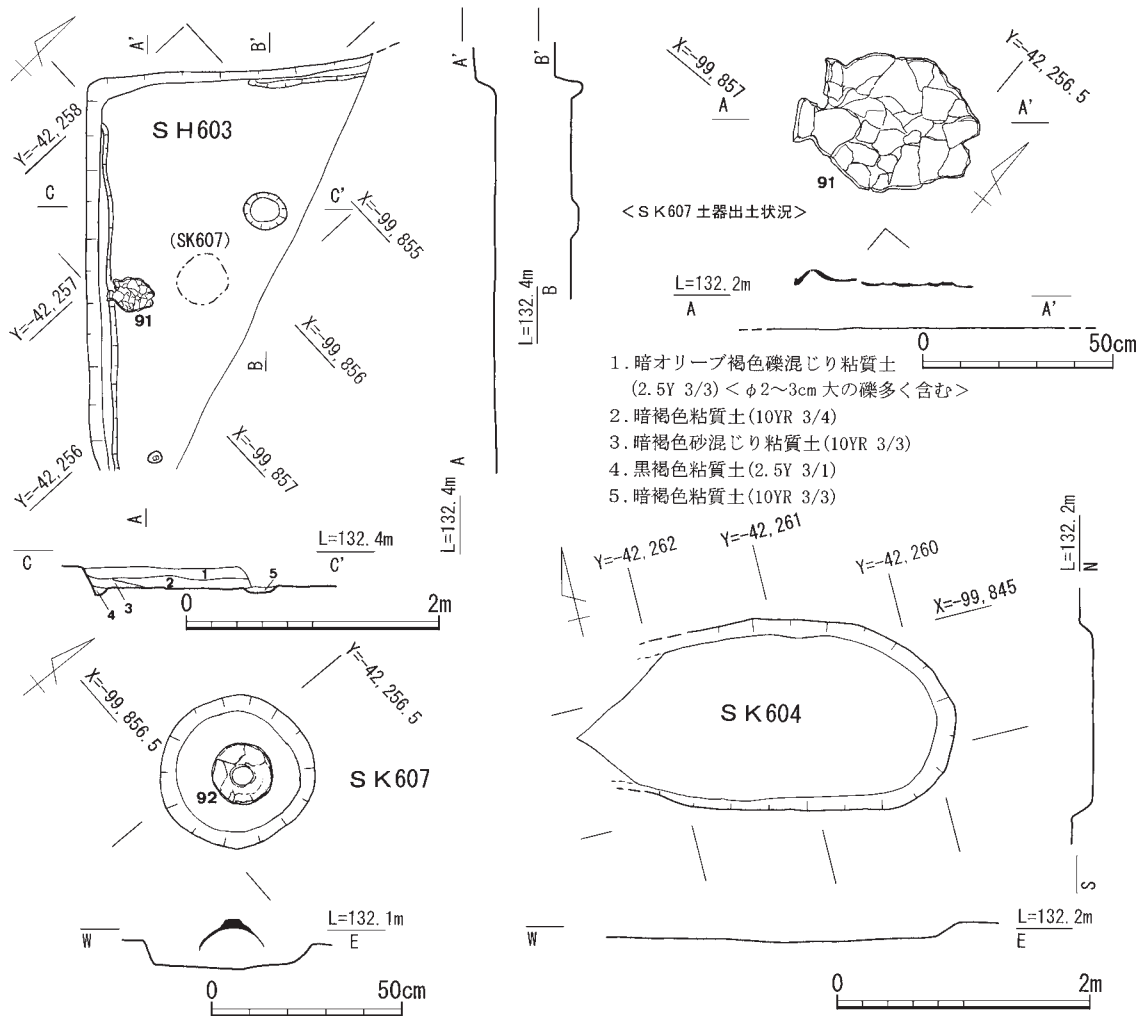 A'
B'
Y=-42,258
SH603
C
C'
X=-99,855
(SK607)
Y=-42,257
91
X=-99,856
B
Y=-42,256
X=-99,857
A
C
L=132.4m
C'
1
2
3
4
5
0
2m
A'
L=132.4m
A
B'
L=132.4m
B
X=-99,857
Y=-42,256.5
A
A'
91
<SK607土器出土状況>
L=132.2m
A
A'
0
50cm
1.暗オリーブ褐色礫混じり粘質土
(2.5Y 3/3)<φ2~3cm大の礫多く含む>
2.暗褐色粘質土(10YR 3/4)
3.暗褐色砂混じり粘質土(10YR 3/3)
4.黒褐色粘質土(2.5Y 3/1)
5.暗褐色粘質土(10YR 3/3)
X=-99,856.5
Y=-42,256.5
SK607
92
W
L=132.1m
E
0
50cm
Y=-42,262
Y=-42,261
Y=-42,260
X=-99,845
SK604
L=132.2m
N
S
W
L=132.2m
E
0
2m